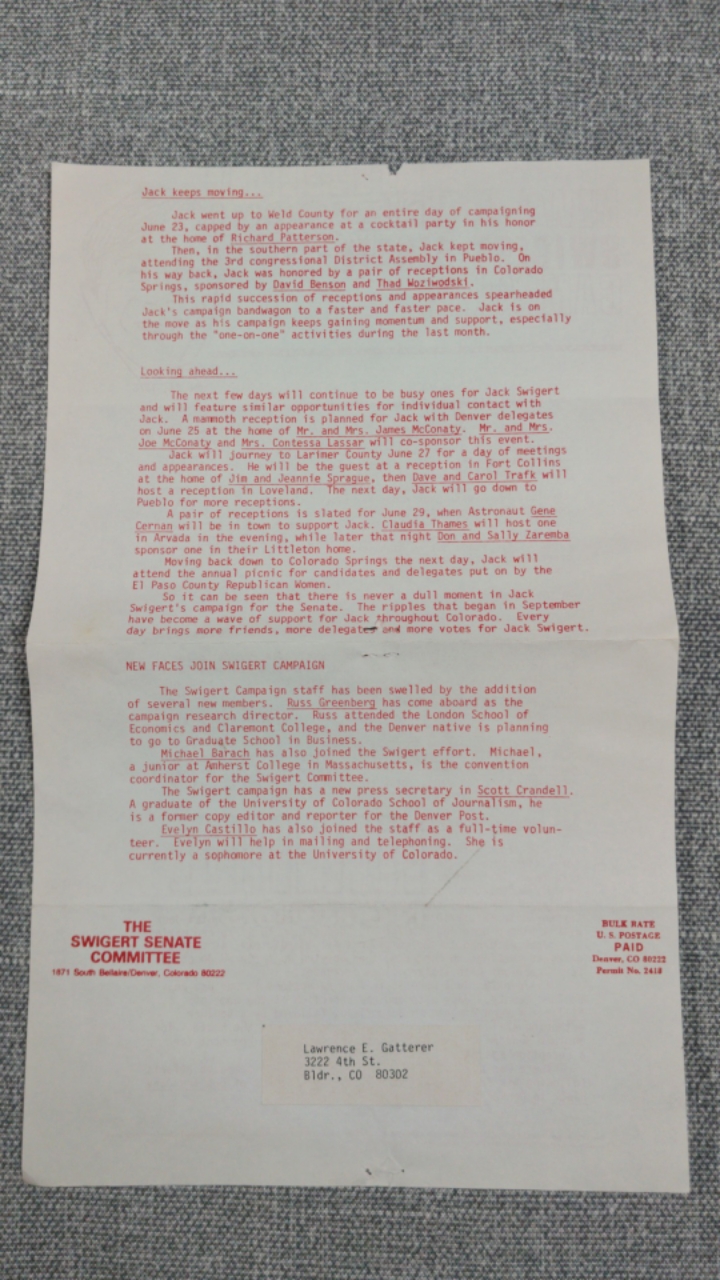 Jack keeps moving...
Jack went up to Weld County for an entire day of campaigning
June 23, capped by an appearance at a cocktail party in his honor
at the home of Richard Patterson.
Then, in the southern part of the state, Jack kept moving,
attending the 3rd congressional District Assembly in Pueblo. On
his way back, Jack was honored by a pair of receptions in Colorado
Springs, sponsored by David Benson and Thad Woziwodski.
This rapid succession of receptions and appearances spearheaded
Jack's campaign bandwagon to a faster and faster pace. Jack is on
the move as his campaign keeps gaining momentum and support, especially
through the "one-on-one" activities during the last month.
Looking ahead...
The next few days will continue to be busy ones for Jack Swigert
and will feature similar opportunities for individual contact with
Jack. A mammoth reception is planned for Jack with Denver delegates
on June 25 at the home of Mr. and Mrs. James McConaty. Mr. and Mrs.
Joe McConaty and Mrs. Contessa Lassar will co-sponsor this event.
Jack will journey to Larimer County June 27 for a day of meetings
and appearances. He will be the guest at a reception in Fort Collins
at the home of Jim and Jeannie Sprague, then Dave and Carol Trafk will
host a reception in Loveland. The next day, Jack will go down to
Pueblo for more receptions.
A pair of receptions is slated for June 29, when Astronaut Gene
Cernan will be in town to support Jack. Claudia Thames will host one
in Arvada in the evening, while later that night Don and Sally Zaremba
sponsor one in their Littleton home.
Moving back down to Colorado Springs the next day, Jack will
attend the annual picnic for candidates and delegates put on by the
El Paso County Republican Women.
So it can be seen that there is never a dull moment in Jack
Swigert's campaign for the Senate. The ripples that began in September
have become a wave of support for Jack throughout Colorado. Every
day brings more friends, more delegates and more votes for Jack Swigert.
NEW FACES JOIN SWIGERT CAMPAIGN
The Swigert Campaign staff has been swelled by the addition
of several new members. Russ Greenberg has come aboard as the
campaign research director. Russ attended the London School of
Economics and Claremont College, and the Denver native is planning
to go to Graduate School in Business.
Michael Barach has also joined the Swigert effort. Michael,
a junior at Amherst College in Massachusetts, is the convention
coordinator for the Swigert Committee.
The Swigert campaign has a new press secretary in Scott Crandell.
A graduate of the University of Colorado School of Journalism, he
is a former copy editor and reporter for the Denver Post.
Evelyn Castillo has also joined the staff as a full-time volun-
teer. Evelyn will help in mailing and telephoning. She is
currently a sophomore at the University of Colorado.
THE
SWIGERT SENATE
COMMITTEE
1871 South Bellaire/Denver, Colorado 80222
BULK RATE
U. S. POSTAGE
PAID
Denver, CO 80222
Permit No. 2418
Lawrence E. Gatterer
3222 4th St.
Bldr., CO 80302